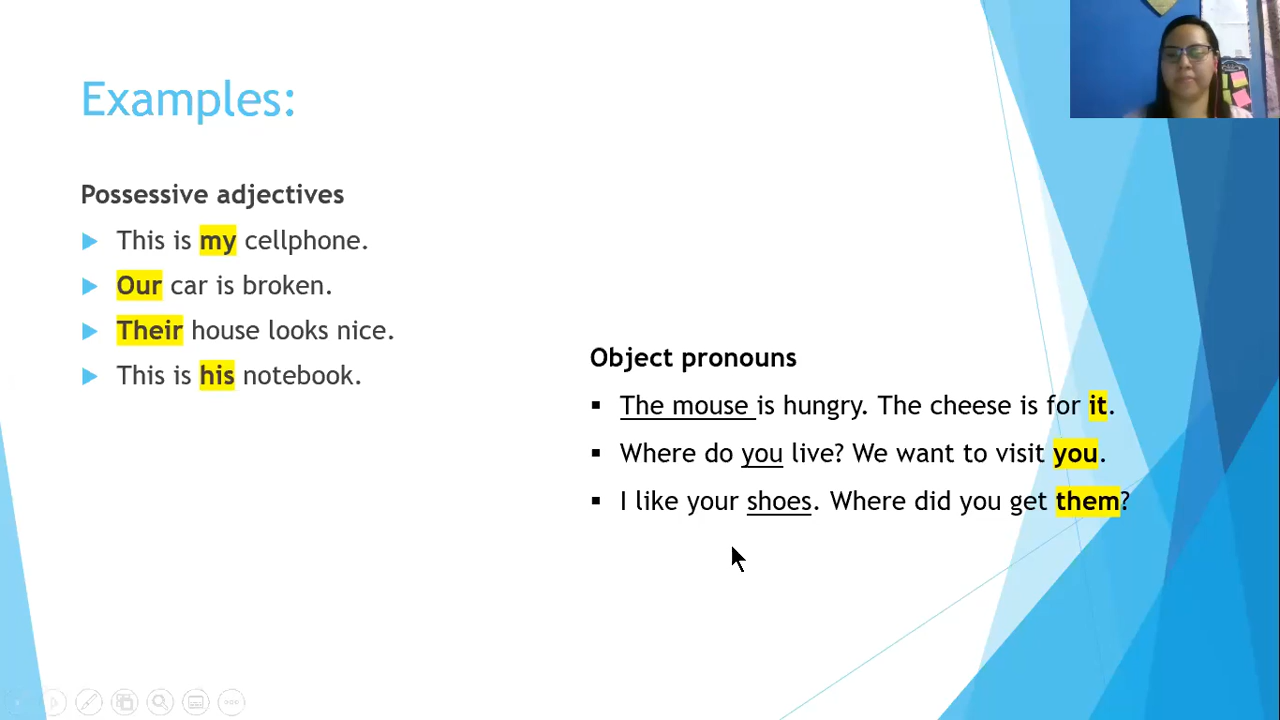 Examples:
Possessive adjectives
This is my cellphone.
Our car is broken.
Their house looks nice.
This is his notebook.
Object pronouns
The mouse is hungry. The cheese is for it.
Where do you live? We want to visit you.
I like your shoes. Where did you get them?